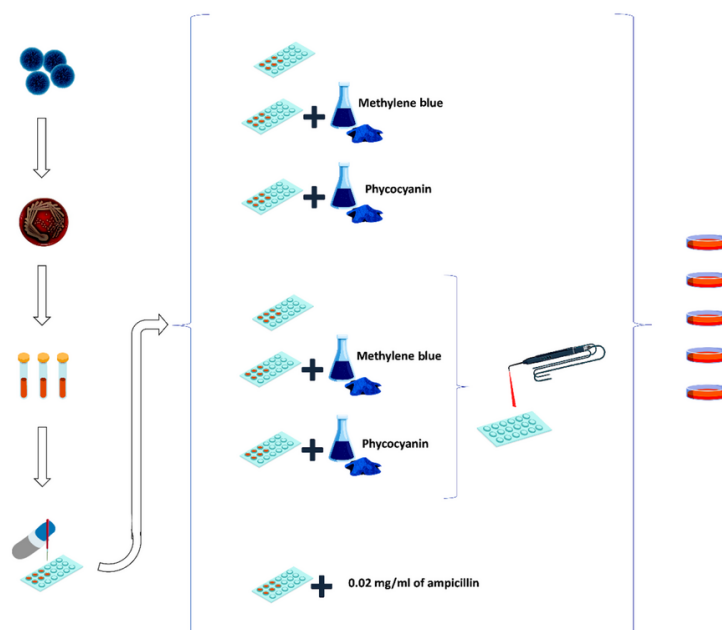 Methylene blue
Phycocyanin
Methylene blue
Phycocyanin
0.02 mg/ml of ampicillin